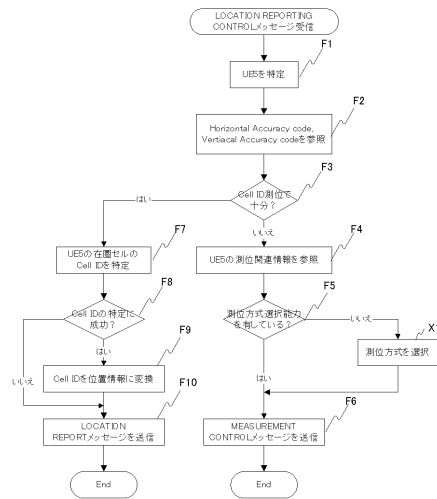 LOCATION REPORTING
CONTROLメッセージ受信
F1
UE5を特定
F2
Horizontal Accuracy code,
Vertiacal Accuracy codeを参照
F3
Cell ID測位で
十分?
はい
いいえ
F7
UE5の在圏セルの
Cell IDを特定
F4
UE5の測位関連情報を参照
F8
Cell IDの特定に
成功?
F5
測位方式選択能力
を有している?
いいえ
X1
測位方式を選択
はい
いいえ
F9
Cell IDを位置情報に変換
はい
F10
LOCATION
REPORTメッセージを送信
F6
MEASUREMENT
CONTROLメッセージを送信
End
End